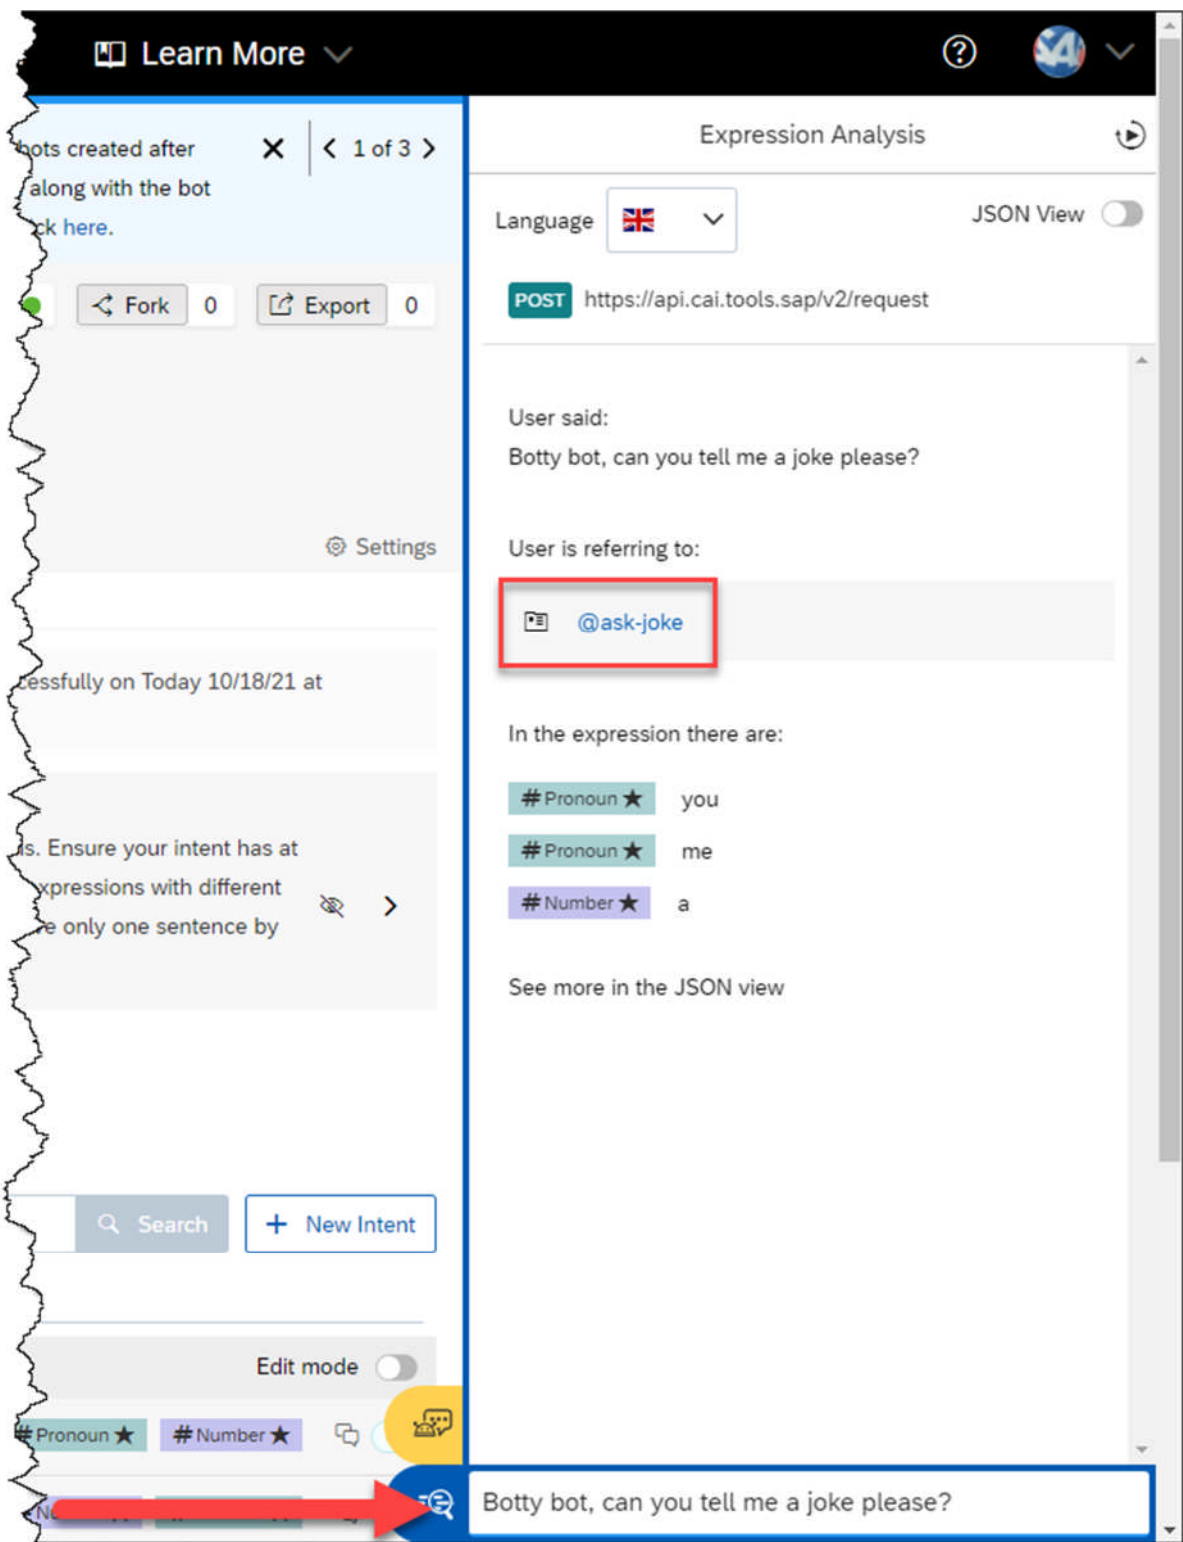 Learn More
bots created after
1 of 3
along with the bot
here.
Fork 0
Export 0
Settings
on Today 10/18/21 at
Ensure your intent has at
with different
only one sentence by
Search
+ New Intent
Edit mode
#Pronoun ★ #Number ★
Expression Analysis
Language
JSON View
POST https://api.cai.tools.sap/v2/request
User said:
Botty bot, can you tell me a joke please?
User is referring to:
@ask-joke
In the expression there are:
#Pronoun ★ you
#Pronoun ★ me
#Number ★ a
See more in the JSON view
Botty bot, can you tell me a joke please?